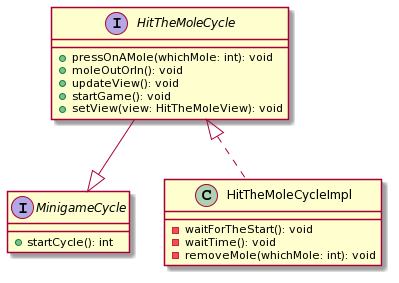 I HitTheMoleCycle
pressOnAMole(whichMole: int): void
moleOutOrIn(): void
updateView(): void
startGame(): void
setView(view: HitTheMoleView): void
I MinigameCycle
startCycle(): int
C HitTheMoleCycleImpl
waitForTheStart(): void
waitTime(): void
removeMole(whichMole: int): void